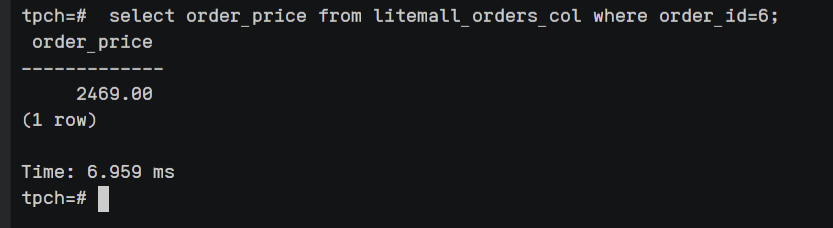 tpch=#  select order_price from litemall_orders_col where order_id=6;
 order_price
-------------
     2469.00
(1 row)

Time: 6.959 ms
tpch=#